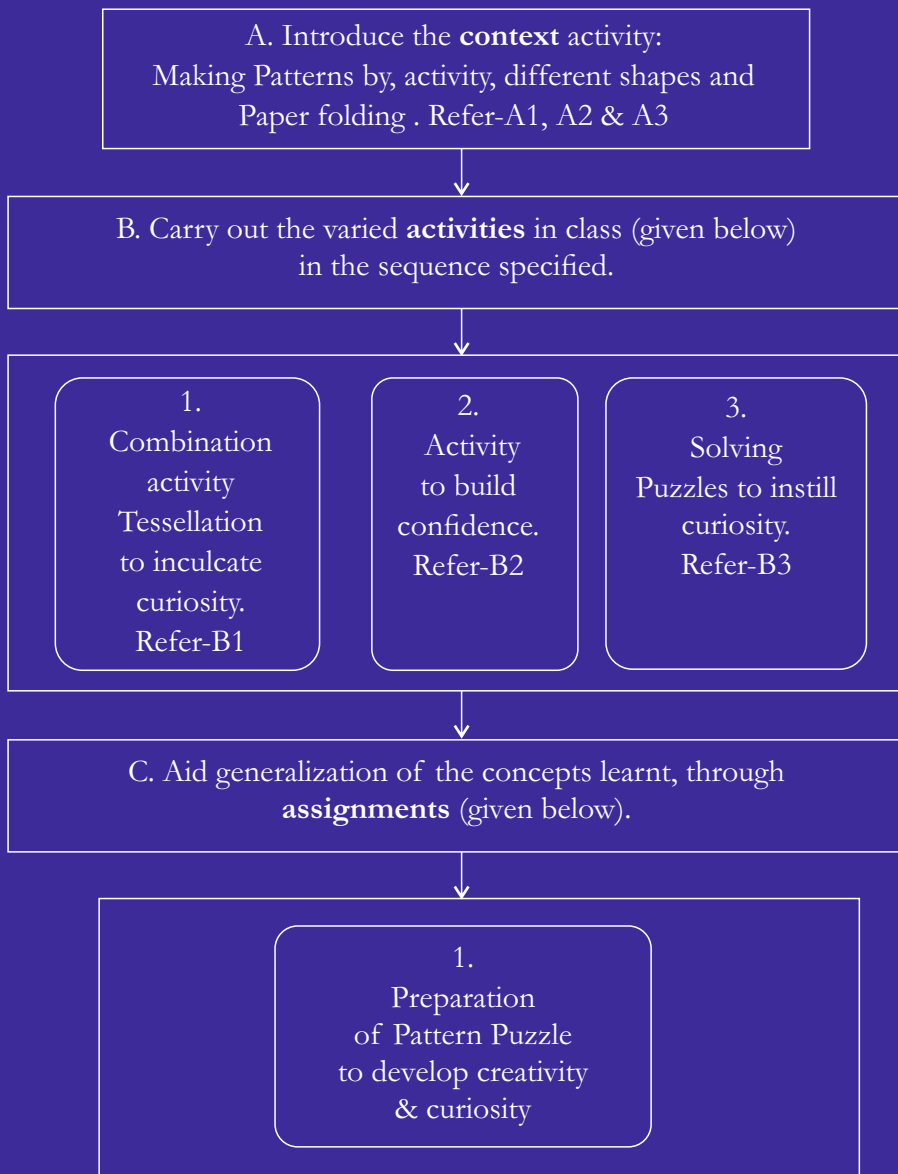 A. Introduce the context activity:
Making Patterns by, activity, different shapes and
Paper folding . Refer-A1, A2 & A3
B. Carry out the varied activities in class (given below)
in the sequence specified.
1.
Combination
activity
Tessellation
to inculcate
curiosity.
Refer-B1
2.
Activity
to build
confidence.
Refer-B2
3.
Solving
Puzzles to instill
curiosity.
Refer-B3
C. Aid generalization of the concepts learnt, through
assignments (given below).
1.
Preparation
of Pattern Puzzle
to develop creativity
& curiosity